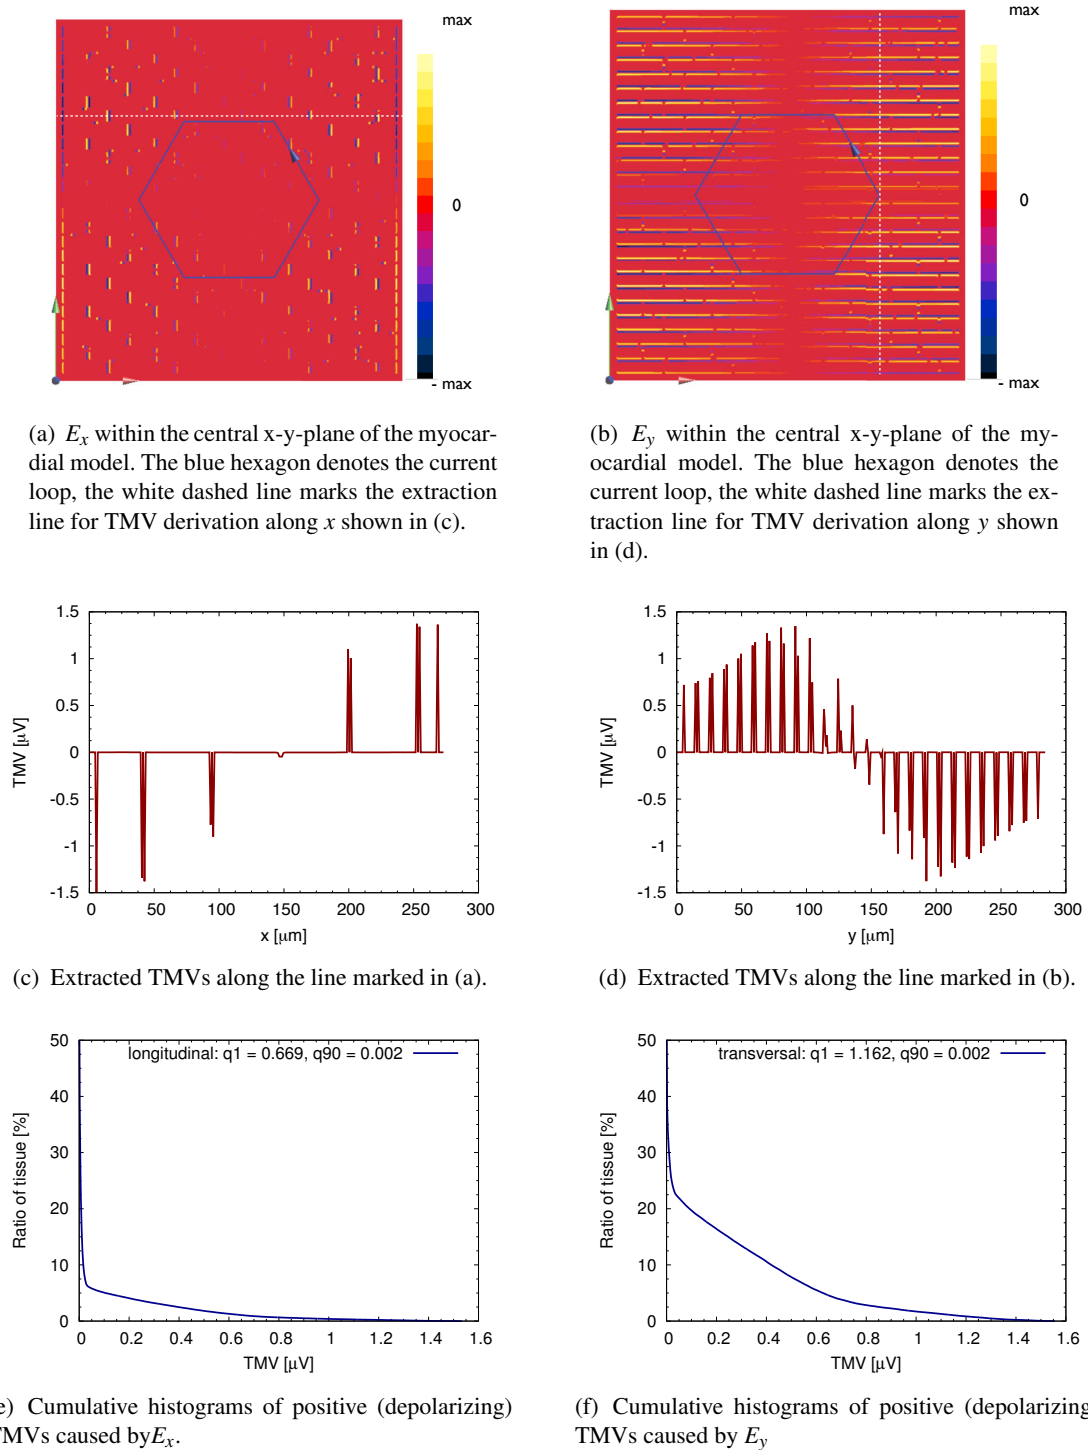 max
0
- max
max
0
- max
(a) Ex within the central x-y-plane of the myocar-
dial model. The blue hexagon denotes the current
loop, the white dashed line marks the extraction
line for TMV derivation along x shown in (c).
(b) Ey within the central x-y-plane of the my-
ocardial model. The blue hexagon denotes the
current loop, the white dashed line marks the ex-
traction line for TMV derivation along y shown
in (d).
1.5
1
0.5
0
-0.5
-1
-1.5
TMV [μV]
0 50 100 150 200 250 300
x [μm]
1.5
1
0.5
0
-0.5
-1
-1.5
TMV [μV]
0 50 100 150 200 250 300
y [μm]
(c) Extracted TMVs along the line marked in (a).
(d) Extracted TMVs along the line marked in (b).
longitudinal: q1 = 0.669, q90 = 0.002
50
40
30
20
10
0
Ratio of tissue [%]
0 0.2 0.4 0.6 0.8 1 1.2 1.4 1.6
TMV [μV]
transversal: q1 = 1.162, q90 = 0.002
50
40
30
20
10
0
Ratio of tissue [%]
0 0.2 0.4 0.6 0.8 1 1.2 1.4 1.6
TMV [μV]
e) Cumulative histograms of positive (depolarizing)
TMVs caused byEx.
(f) Cumulative histograms of positive (depolarizing
TMVs caused by Ey